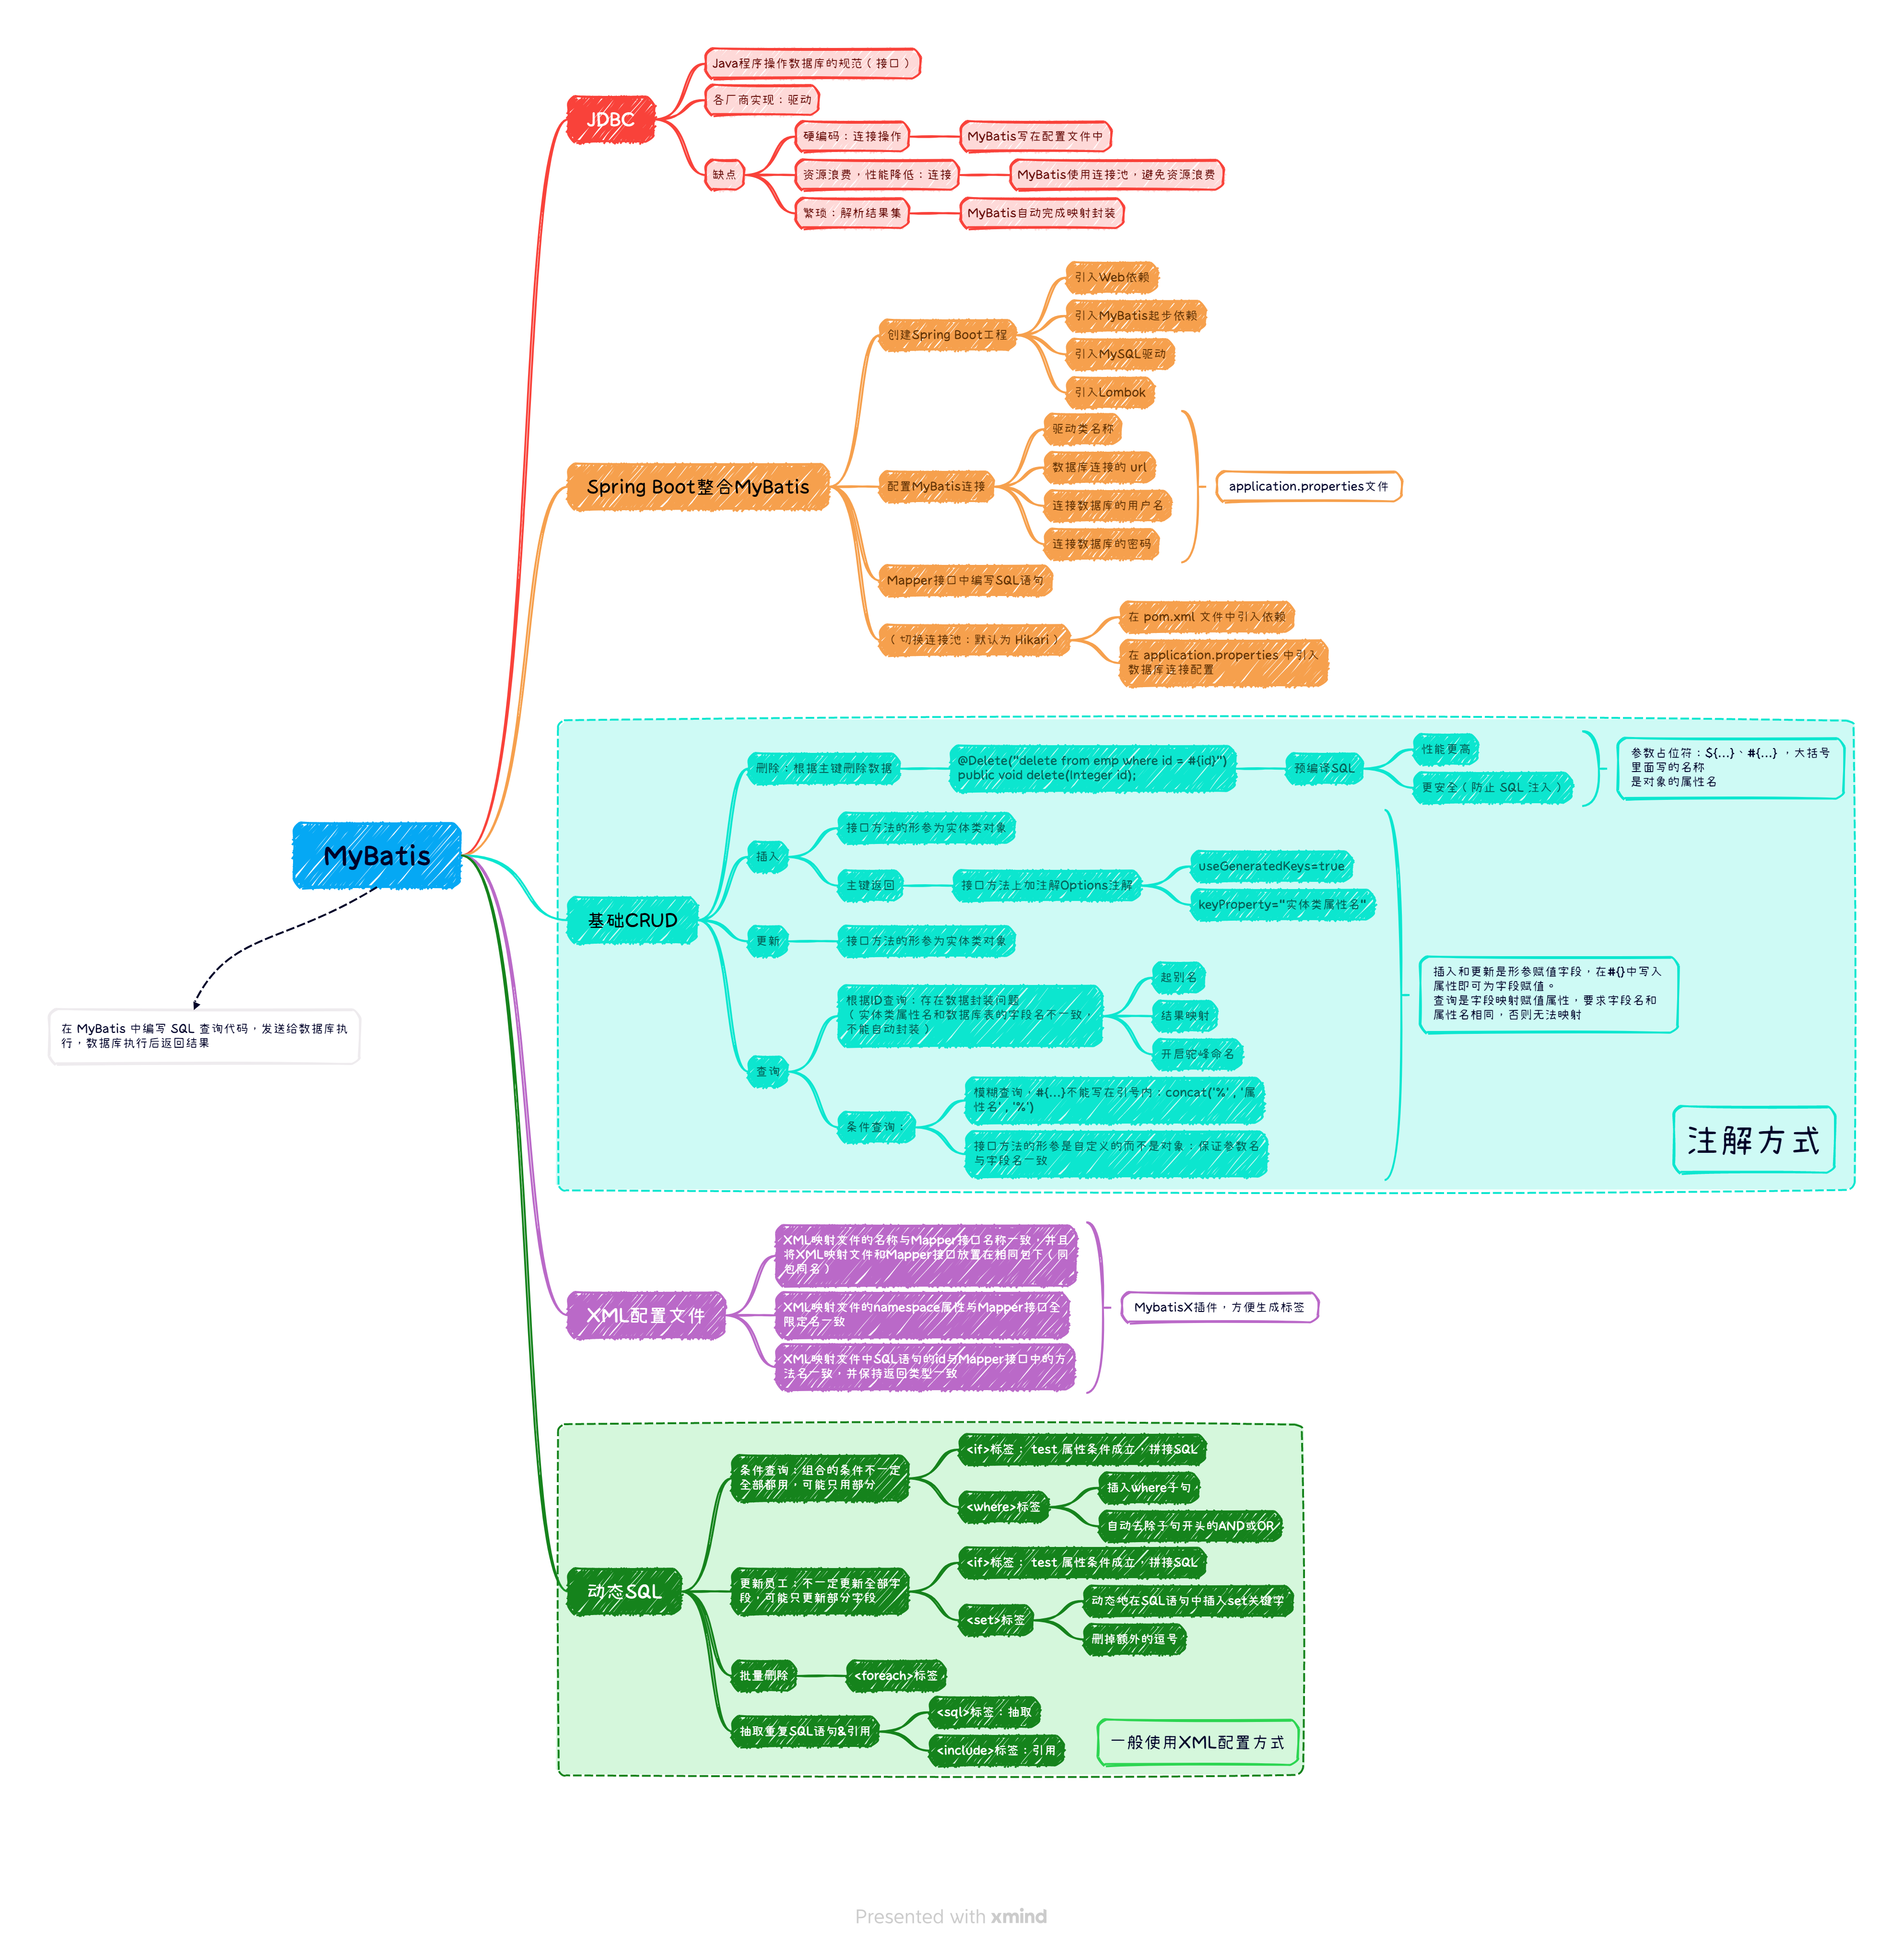 Java程序操作数据库的规范（接口）
各厂商实现：驱动
JDBC
硬编码：连接操作
MyBatis写在配置文件中
缺点
资源浪费，性能降低：连接
MyBatis使用连接池，避免资源浪费
繁琐：解析结果集
MyBatis自动完成映射封装
引入Web依赖
引入MyBatis起步依赖
创建Spring Boot工程
引入MySQL驱动
引入Lombok
驱动类名称
数据库连接的 url
Spring Boot整合MyBatis
配置MyBatis连接
application.properties文件
连接数据库的用户名
连接数据库的密码
Mapper接口中编写SQL语句
（切换连接池：默认为 Hikari）
在 pom.xml 文件中引入依赖
在 application.properties 中引入
数据库连接配置
删除：根据主键删除数据
@Delete("delete from emp where id = #{id}")
public void delete(Integer id);
预编译SQL
性能更高
更安全（防止 SQL 注入）
参数占位符：${...}、#{...} ，大括号
里面写的名称
是对象的属性名
插入
接口方法的形参为实体类对象
主键返回
接口方法上加注解Options注解
useGeneratedKeys=true
keyProperty="实体类属性名"
MyBatis
基础CRUD
更新
接口方法的形参为实体类对象
根据ID查询：存在数据封装问题
（实体类属性名和数据库表的字段名不一致，
不能自动封装）
起别名
结果映射
开启驼峰命名
插入和更新是形参赋值字段，在#{}中写入
属性即可为字段赋值。
查询是字段映射赋值属性，要求字段名和
属性名相同，否则无法映射
在 MyBatis 中编写 SQL 查询代码，发送给数据库执
行，数据库执行后返回结果
查询
条件查询：
模糊查询，#{...}不能写在引号内：concat('%' , '属
性名' , '%')
接口方法的形参是自定义的而不是对象：保证参数名
与字段名一致
注解方式
XML映射文件的名称与Mapper接口名称一致，并且
将XML映射文件和Mapper接口放置在相同包下（同
包同名）
XML配置文件
XML映射文件的namespace属性与Mapper接口全
限定名一致
MybatisX插件，方便生成标签
XML映射文件中SQL语句的id与Mapper接口中的方
法名一致，并保持返回类型一致
条件查询：组合的条件不一定
全部都用，可能只用部分
<if>标签： test 属性条件成立，拼接SQL
<where>标签
插入where子句
自动去除子句开头的AND或OR
动态SQL
更新员工：不一定更新全部字
段，可能只更新部分字段
<if>标签： test 属性条件成立，拼接SQL
<set>标签
动态地在SQL语句中插入set关键字
删掉额外的逗号
批量删除
<foreach>标签
抽取重复SQL语句&引用
<sql>标签：抽取
<include>标签：引用
一般使用XML配置方式
Presented with xmind